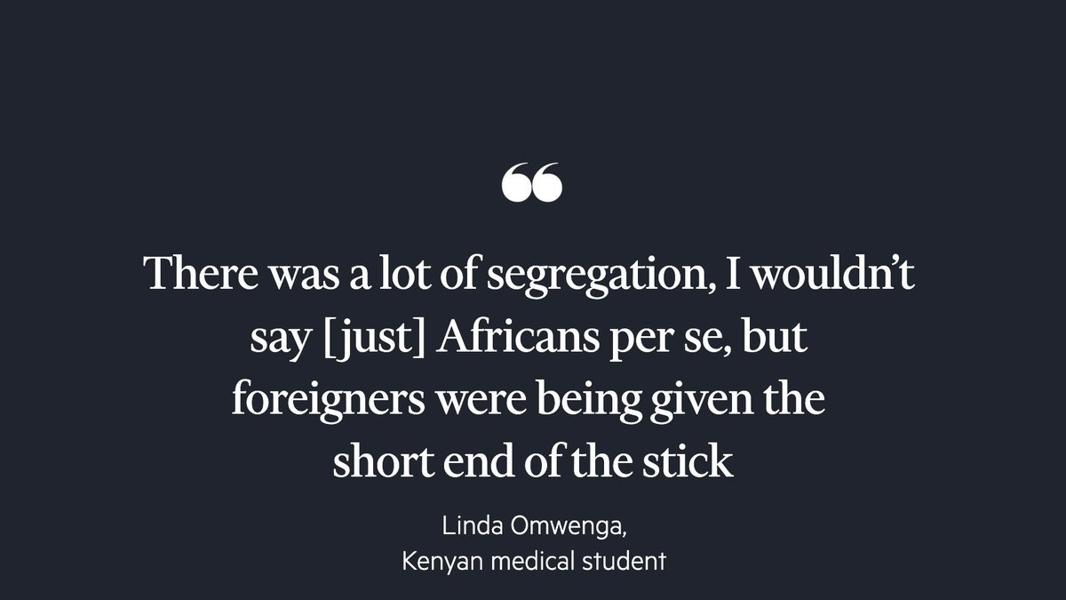 “
There was a lot of segregation, I wouldn’t
say [just] Africans per se, but
foreigners were being given the
short end of the stick
Linda Omwenga,
Kenyan medical student